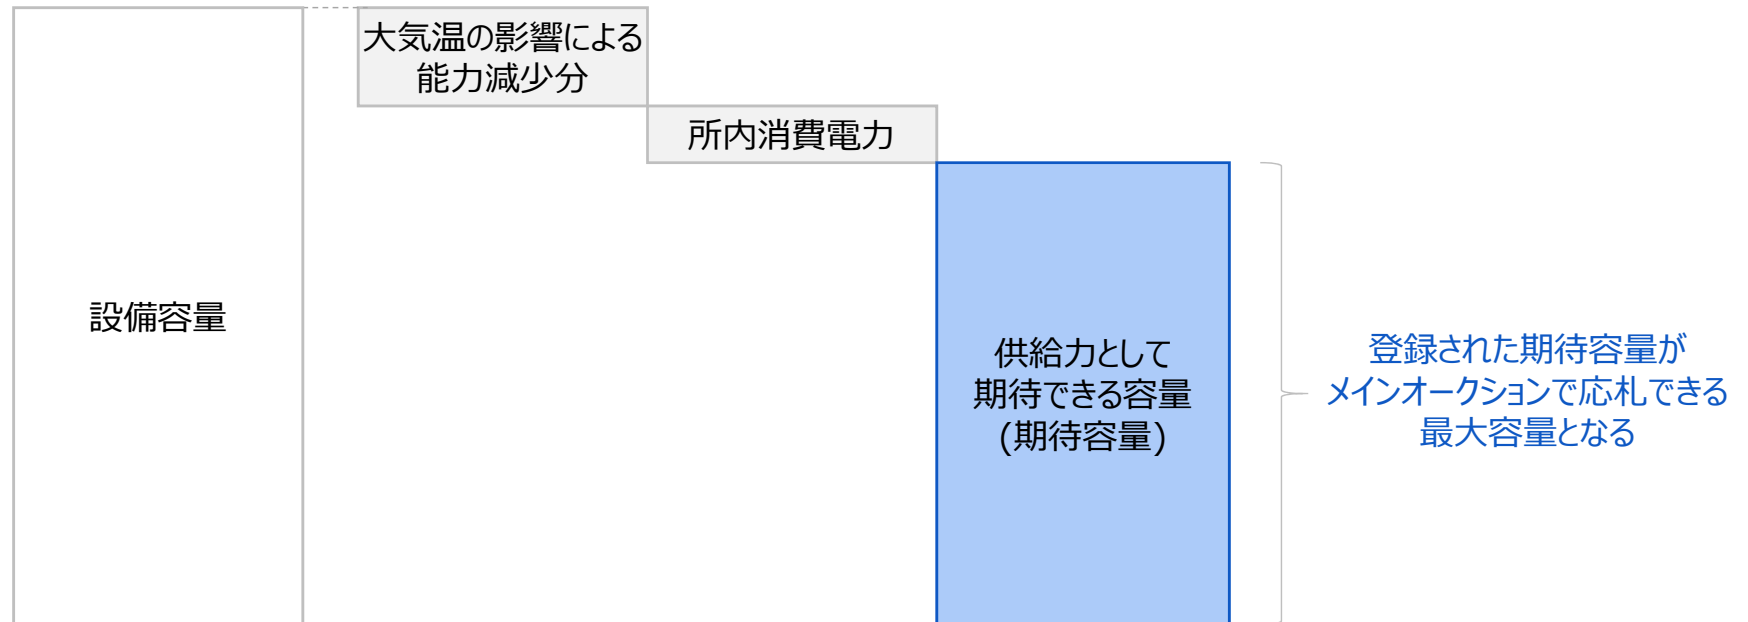 設備容量
大気温の影響による
能力減少分
所内消費電力
供給力として
期待できる容量
(期待容量)
登録された期待容量が
メインオークションで応札できる
最大容量となる